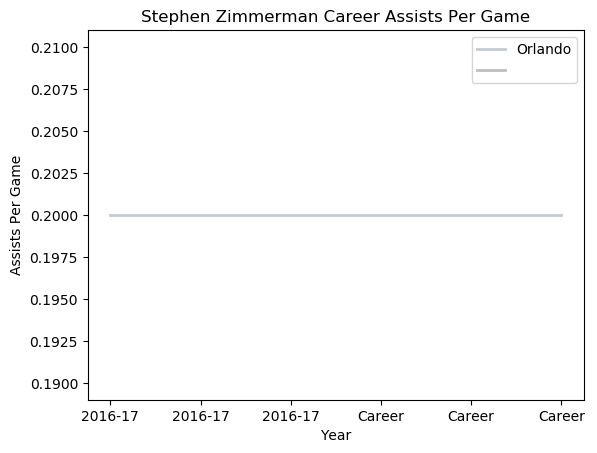 Stephen Zimmerman Career Assists Per Game
Orlando
0.2100
0.2075
0.2050
0.2025
0.2000
0.1975
0.1950
0.1925
0.1900
Assists Per Game
2016-17 2016-17 2016-17 Career Career Career
Year